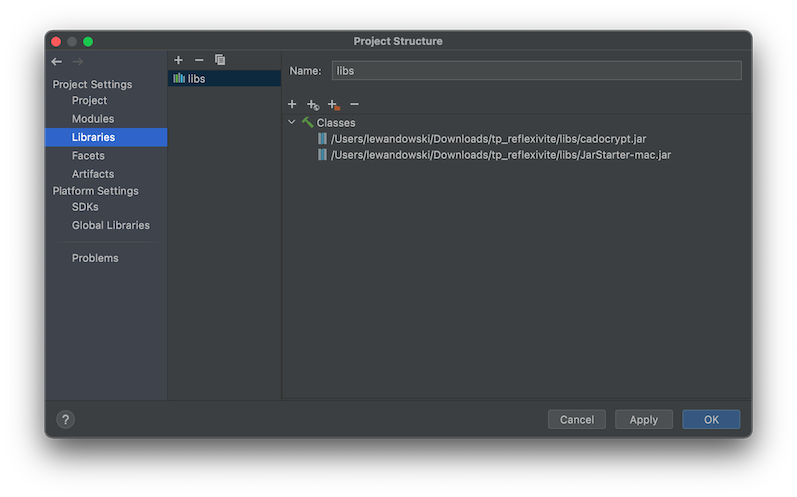 Project Structure
Project Settings
Project
Modules
Libraries
Facets
Artifacts
Platform Settings
SDKs
Global Libraries
Problems
libs
Name: libs
Classes
/Users/lewandowski/Downloads/tp_reflexivite/libs/cadocrypt.jar
/Users/lewandowski/Downloads/tp_reflexivite/libs/JarStarter-mac.jar
?
Cancel
Apply
OK